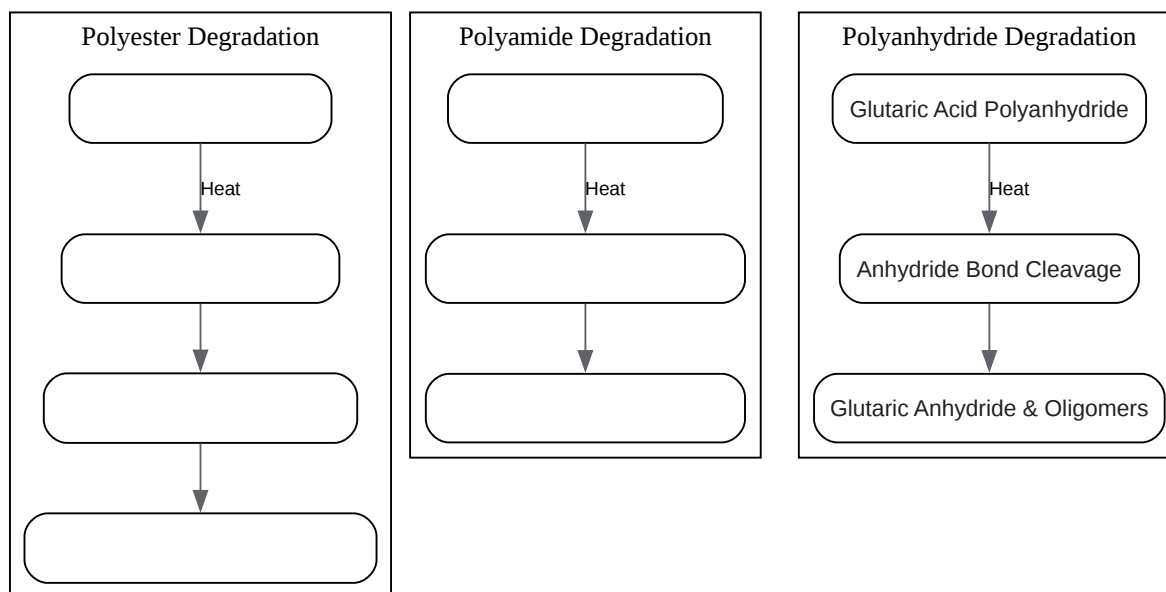 Polyester Degradation
Heat
Polyamide Degradation
Heat
Polyanhydride Degradation
Glutaric Acid Polyanhydride
Heat
Anhydride Bond Cleavage
Glutaric Anhydride & Oligomers